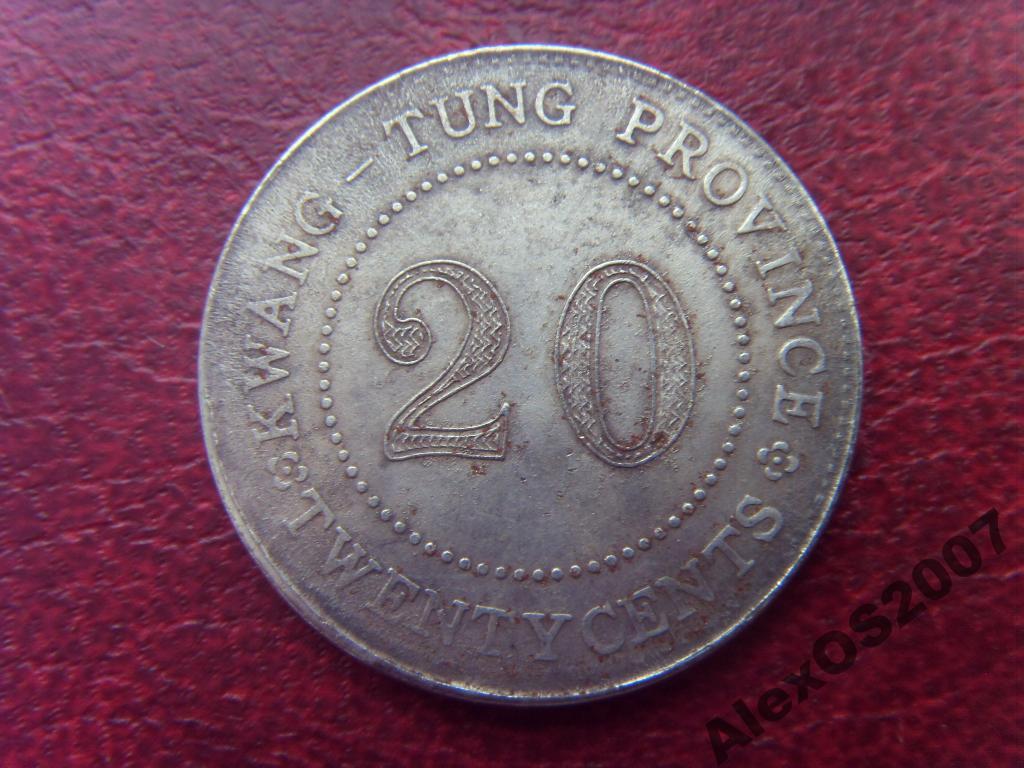 KWANG-TUNG PROVINCE
20
TWENTY CENTS
AlexOS2007